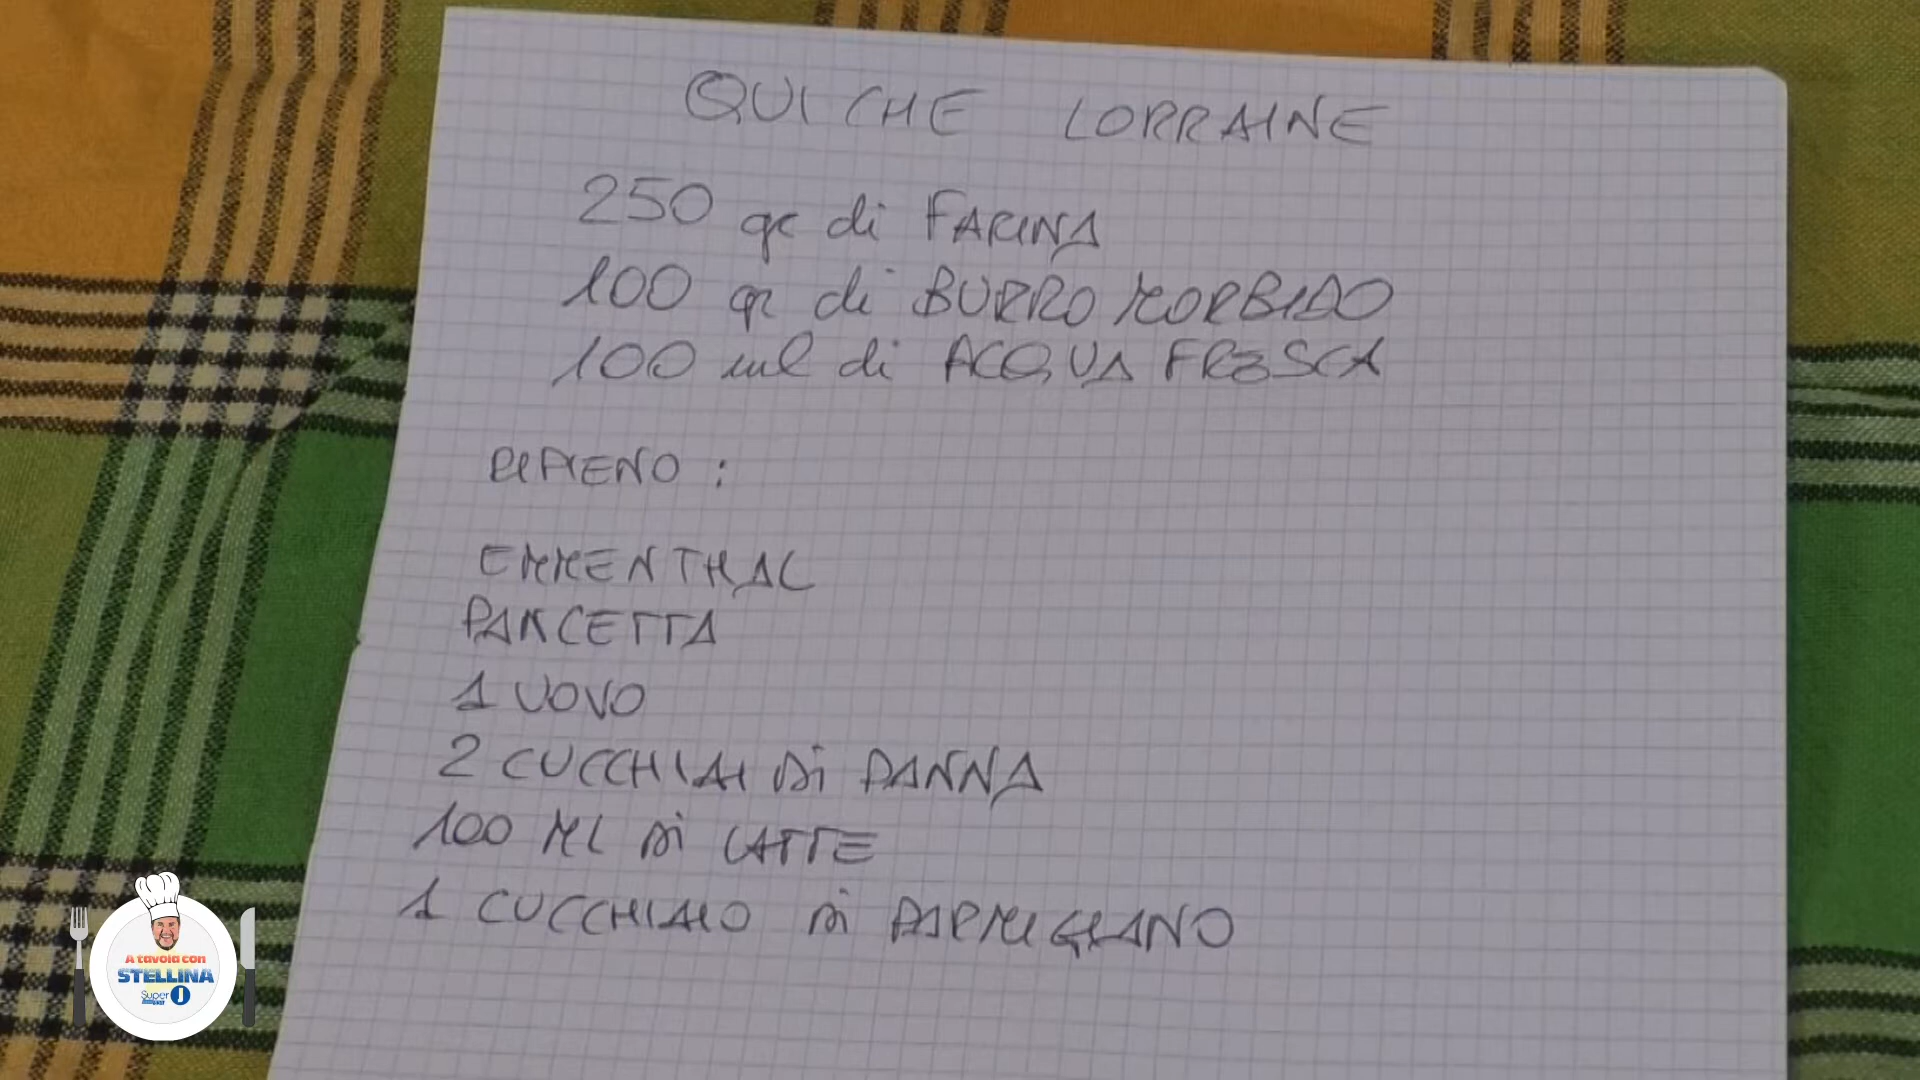 QUICHE LORRAINE
250 gr di FARINA
100 gr di BURRO MORBIDO
100 ml di ACQUA FRESCA
RIPIENO :
EMMENTHAL
PANCETTA
1 UOVO
2 CUCCHIAI DI PANNA
100 ML DI LATTE
1 CUCCHIAIO DI PARMIGIANO
A tavola con
STELLINA
Super J